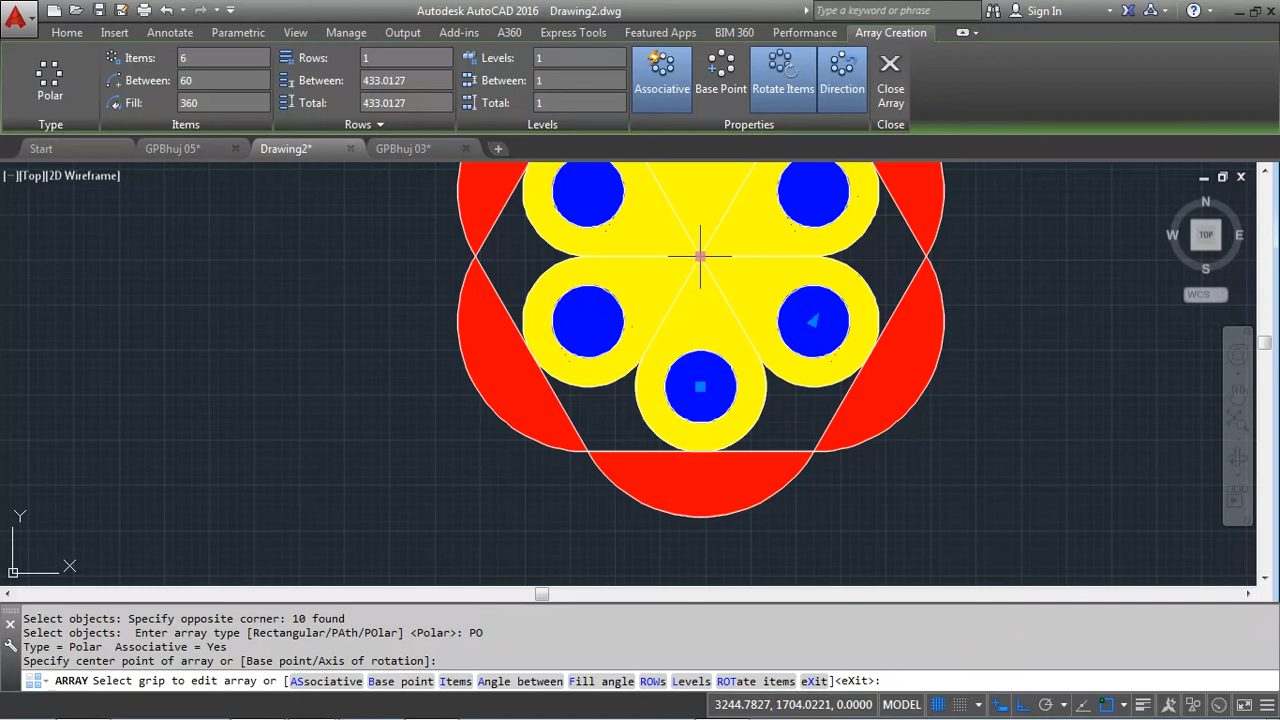 Autodesk AutoCAD 2016 Drawing2.dwg
Type a keyword or phrase
Sign In
Home Insert Annotate Parametric View Manage Output Add-ins A360 Express Tools Featured Apps BIM 360 Performance Array Creation
Items: 6 Rows: 1 Levels: 1
Polar Between: 60 Between: 433.0127 Between: 1 Associative Base Point Rotate Items Direction Close Array
Fill: 360 Total: 433.0127 Total: 1
Type Items Rows Levels Properties Close
Start GPBhuj 05* Drawing2* GPBhuj 03*
[−][Top][2D Wireframe]
N
W TOP E
S
WCS
Y
X
Select objects: Specify opposite corner: 10 found
Select objects: Enter array type [Rectangular/PAth/POlar] <Polar>: PO
Type = Polar Associative = Yes
Specify center point of array or [Base point/Axis of rotation]:
ARRAY Select grip to edit array or [ASsociative Base point Items Angle between Fill angle ROWs Levels ROTate items eXit]<eXit>:
3244.7827, 1704.0221, 0.0000 MODEL